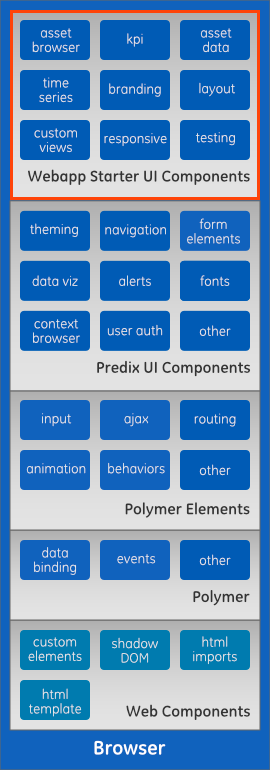 asset browser
kpi
asset data
time series
branding
layout
custom views
responsive
testing
Webapp Starter UI Components
theming
navigation
form elements
data viz
alerts
fonts
context browser
user auth
other
Predix UI Components
input
ajax
routing
animation
behaviors
other
Polymer Elements
data binding
events
other
Polymer
custom elements
shadow DOM
html imports
html template
Web Components
Browser